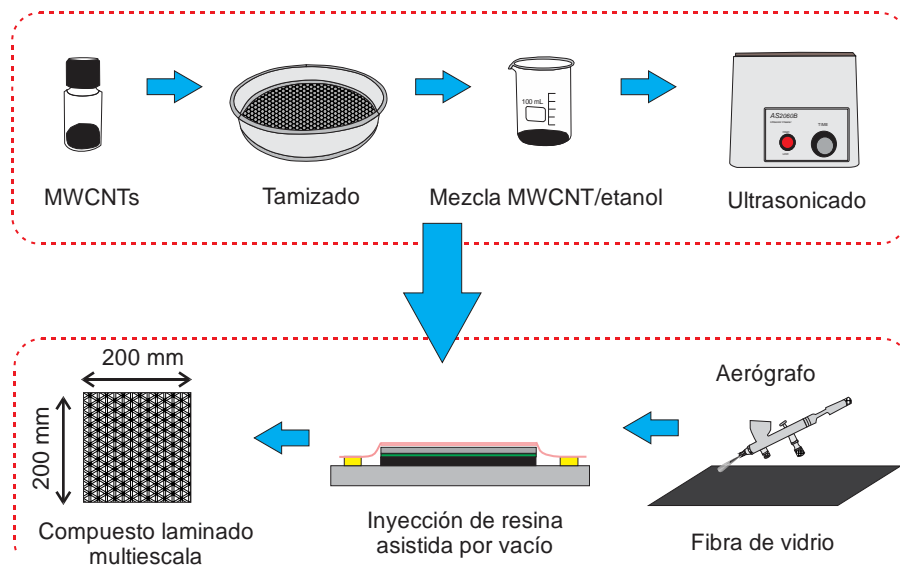 100 mL
AS2060B
TIME
MWCNTs
Tamizado
Mezcla MWCNT/etanol
Ultrasonicado
200 mm
200 mm
Aerógrafo
Compuesto laminado
multiescala
Inyección de resina
asistida por vacío
Fibra de vidrio